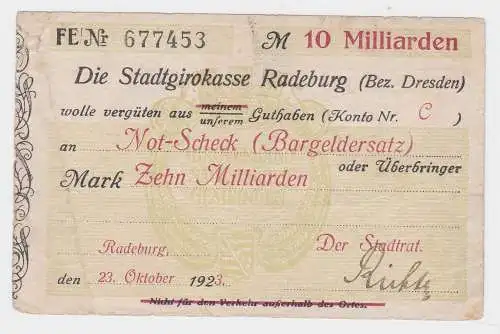 FE! Nr 677453 M 10 Milliarden
Die Stadtgirokasse Radeburg (Bez. Dresden)
wolle vergüten aus meinem
unserem Guthaben (Konto Nr. C )
an Not-Scheck (Bargeldersatz)
oder Überbringer
Mark Zehn Milliarden
Radeburg, Der Stadtrat.
den 23. Oktober 1923.
Nicht für den Verkehr außerhalb des Ortes.